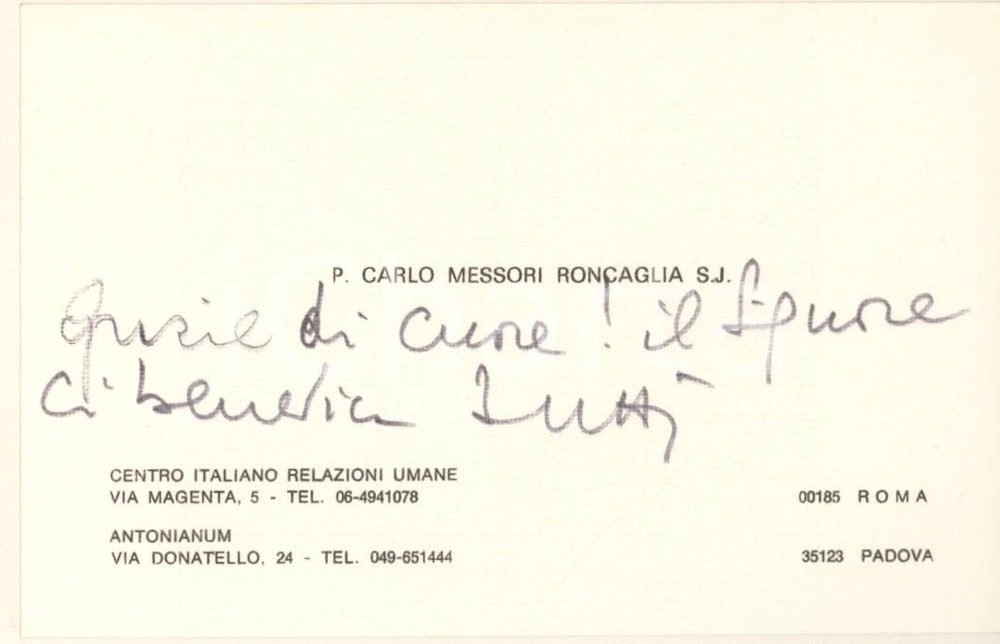 P. CARLO MESSORI RONCAGLIA S.J.
Grazie di cuore! il Signore
ci benedica tutti
CENTRO ITALIANO RELAZIONI UMANE
VIA MAGENTA, 5 - TEL. 06-4941078 00185 ROMA
ANTONIANUM
VIA DONATELLO, 24 - TEL. 049-651444 35123 PADOVA